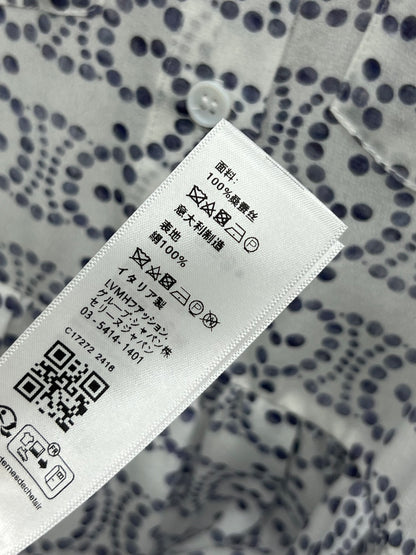 面料:
100%桑蚕丝
意大利制造
表地
絹100%
イタリア製
LVMHファッション
グループ・ジャパン株
セリーヌジャパン
03-5414-1401
C17272 2418
demesdechelair